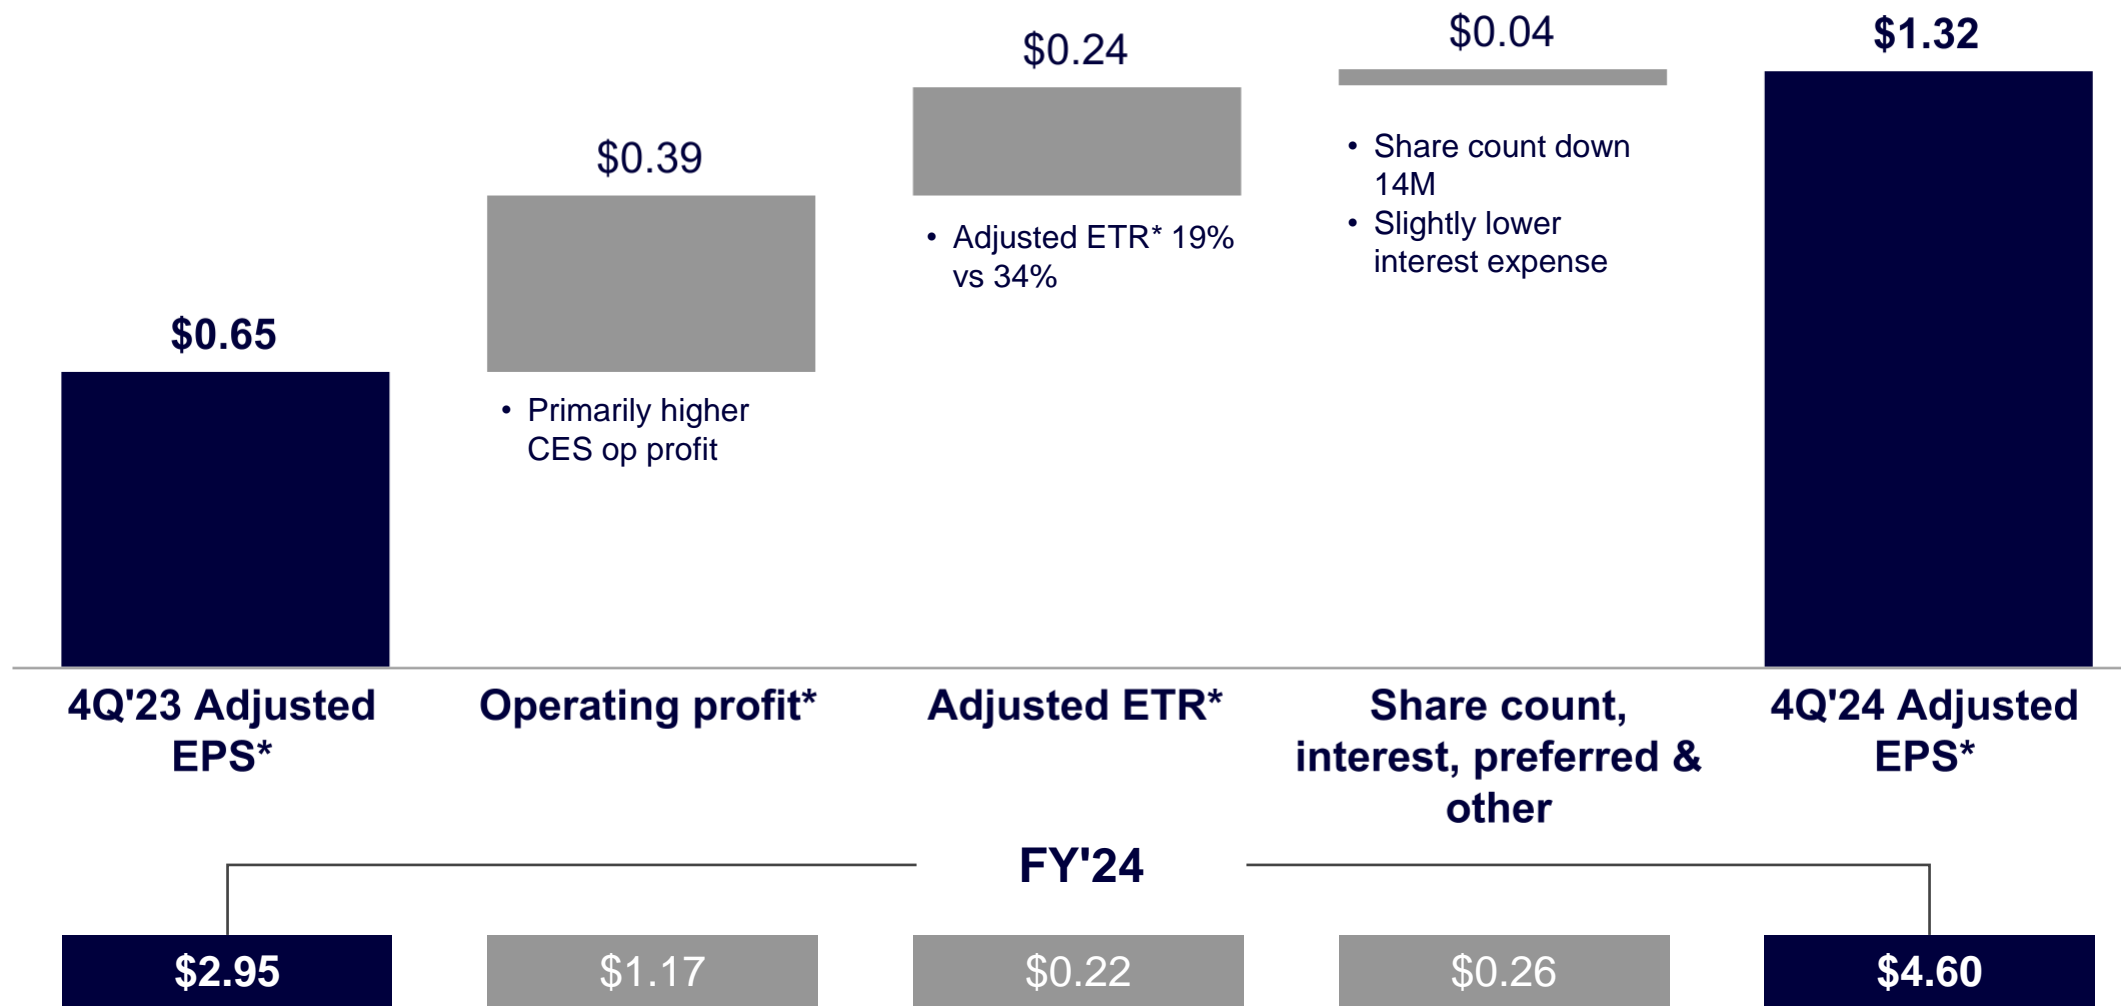 $0.65
$0.39
• Primarily higher
CES op profit
$0.24
• Adjusted ETR* 19%
vs 34%
$0.04
• Share count down
14M
• Slightly lower
interest expense
$1.32
4Q'23 Adjusted
EPS*
Operating profit*
Adjusted ETR*
Share count,
interest, preferred &
other
4Q'24 Adjusted
EPS*
FY'24
$2.95
$1.17
$0.22
$0.26
$4.60